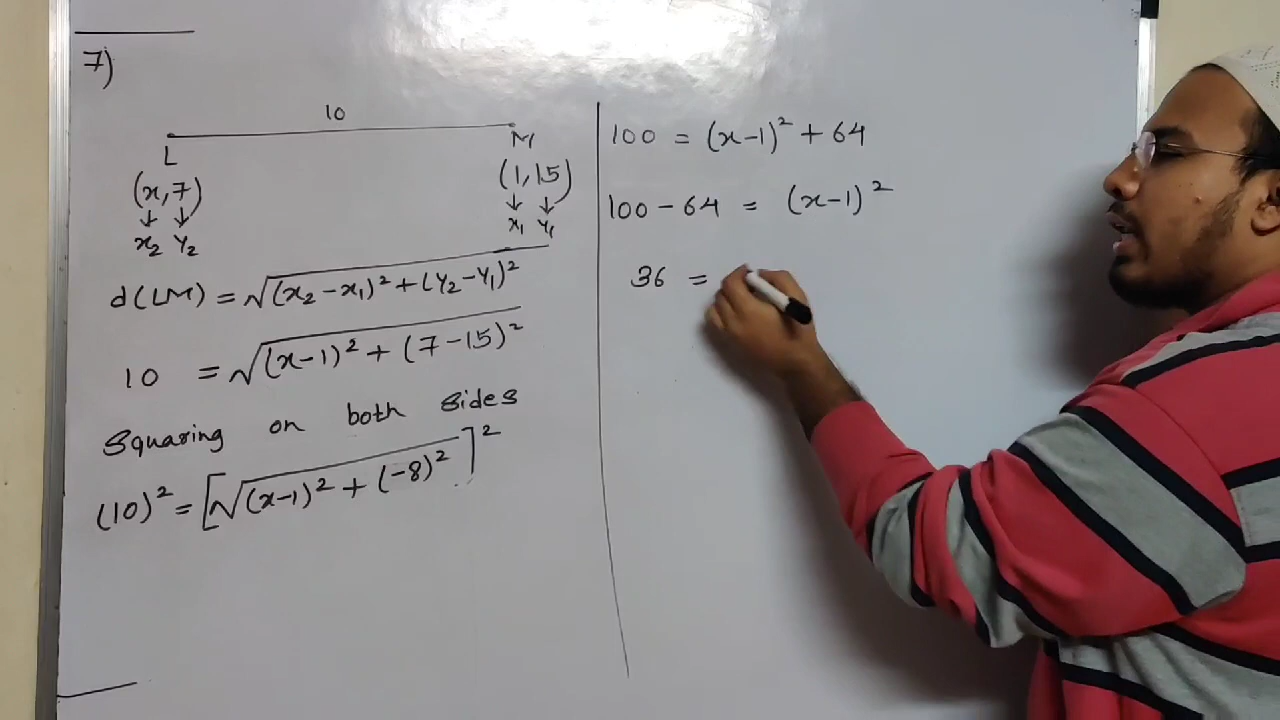 7)
10
L M
(x,7) (1,15)
↓ ↓ ↓ ↓
x₂ y₂ x₁ y₁
d(LM) = √(x₂-x₁)² + (y₂-y₁)²
10 = √(x-1)² + (7-15)²
Squaring on both sides
(10)² = [√(x-1)² + (-8)²]²
100 = (x-1)² + 64
100 - 64 = (x-1)²
36 =